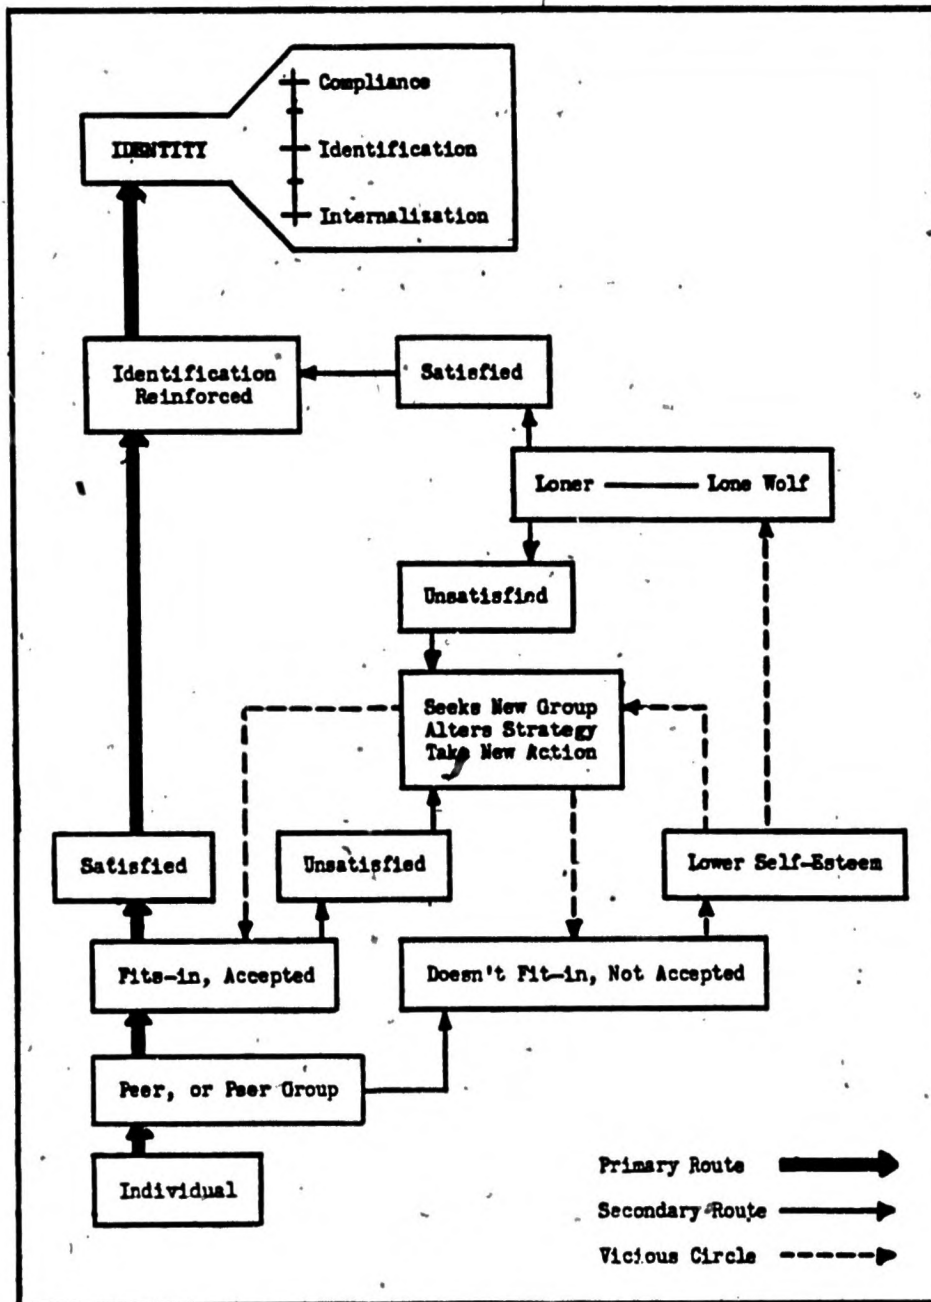 Compliance
IDENTITY
Identification
Internalization
Identification
Reinforced
Satisfied
Loner
Lone Wolf
Unsatisfied
Seeks New Group
Alters Strategy
Take New Action
Satisfied
Unsatisfied
Lower Self-Esteem
Fits-in, Accepted
Doesn't Fit-in, Not Accepted
Peer, or Peer Group
Individual
Primary Route
Secondary Route
Vicious Circle